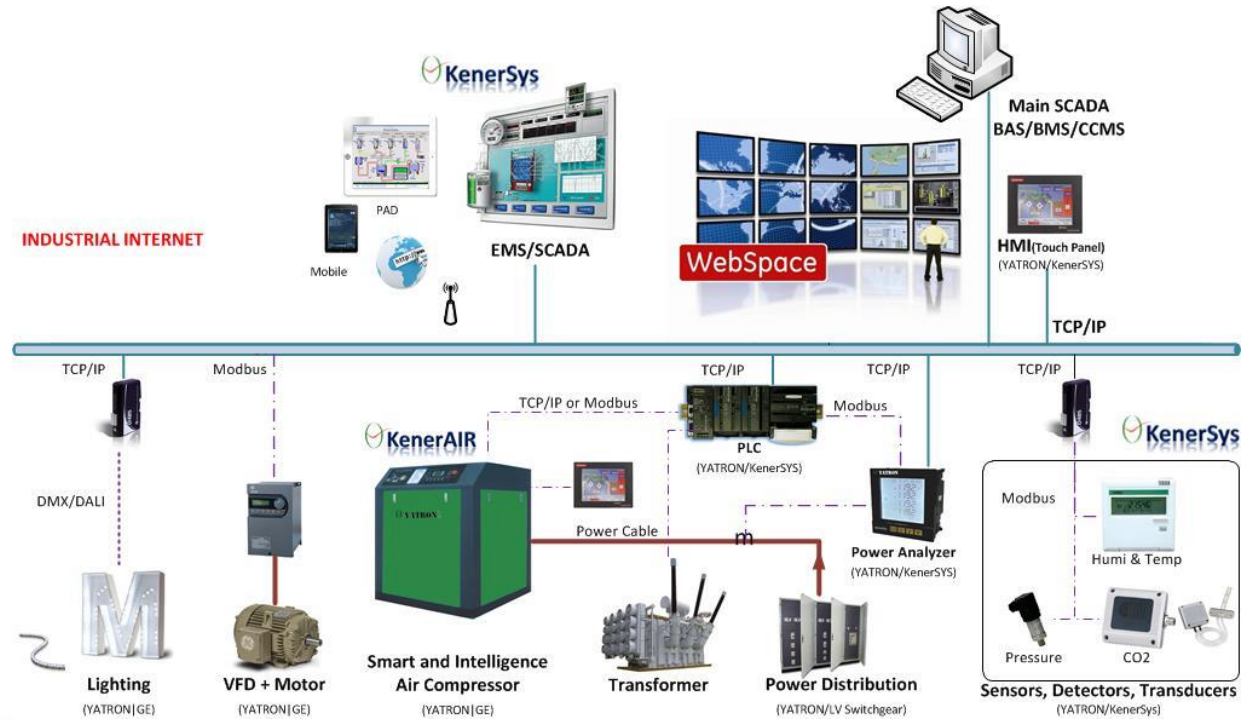 KenerSys
Main SCADA
BAS/BMS/CCMS
PAD
INDUSTRIAL INTERNET
Mobile
http://
EMS/SCADA
WebSpace
HMI(Touch Panel)
(YATRON/KenerSYS)
TCP/IP
TCP/IP
Modbus
TCP/IP
TCP/IP
TCP/IP
TCP/IP or Modbus
Modbus
KenerAIR
PLC
(YATRON/KenerSYS)
KenerSys
DMX/DALI
YATRON
YATRON
Modbus
Power Cable
m
Power Analyzer
(YATRON/KenerSYS)
Humi & Temp
M
Pressure
CO2
Lighting
(YATRON|GE)
VFD + Motor
(YATRON|GE)
Smart and Intelligence
Air Compressor
(YATRON|GE)
Transformer
Power Distribution
(YATRON/LV Switchgear)
Sensors, Detectors, Transducers
(YATRON/KenerSys)